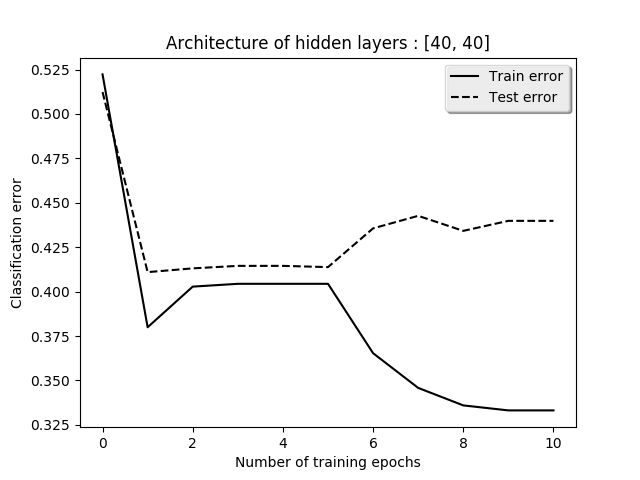 Architecture of hidden layers : [40, 40]
Train error
Test error
0.525
0.500
0.475
0.450
0.425
0.400
0.375
0.350
0.325
Classification error
0 2 4 6 8 10
Number of training epochs